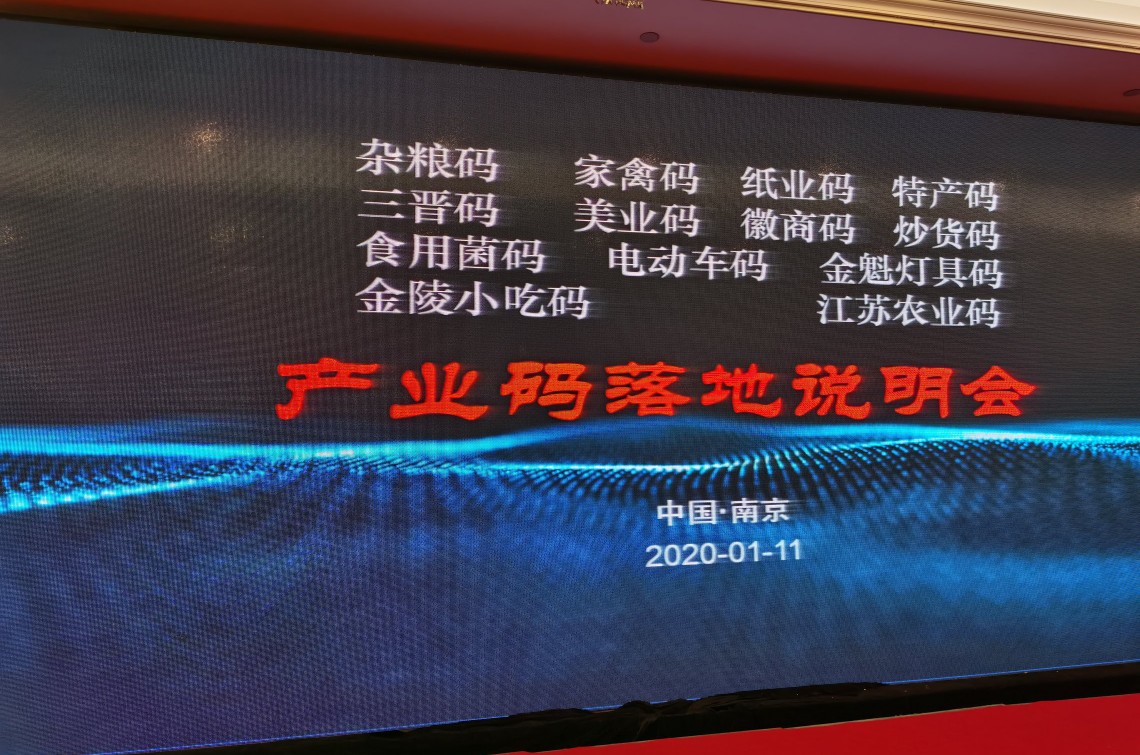 杂粮码 家禽码 纸业码 特产码
三晋码 美业码 徽商码 炒货码
食用菌码 电动车码 金魁灯具码
金陵小吃码 江苏农业码
产业码落地说明会
中国·南京
2020-01-11